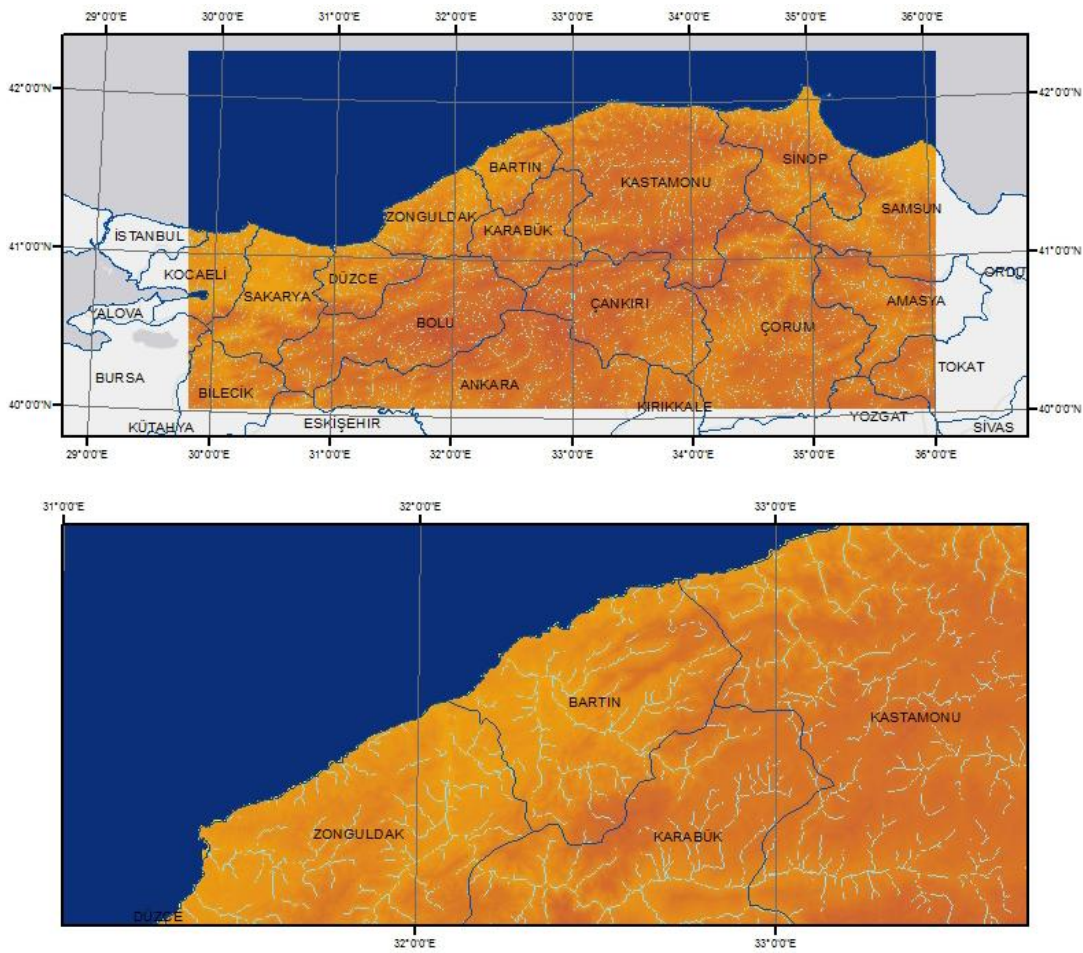 29°0'0"E 30°0'0"E 31°0'0"E 32°0'0"E 33°0'0"E 34°0'0"E 35°0'0"E 36°0'0"E
42°0'0"N 42°0'0"N
SİNOP
BARTIN
KASTAMONU
SAMSUN
ZONGULDAK
KARABÜK
İSTANBUL
41°0'0"N 41°0'0"N
KOCAELİ DÜZCE ORDU
SAKARYA ÇANKIRI AMASYA
YALOVA BOLU ÇORUM
TOKAT
BURSA
ANKARA
BİLECİK
40°0'0"N KIRIKKALE 40°0'0"N
YOZGAT
KÜTAHYA ESKİŞEHİR SİVAS
29°0'0"E 30°0'0"E 31°0'0"E 32°0'0"E 33°0'0"E 34°0'0"E 35°0'0"E 36°0'0"E
31°0'0"E 32°0'0"E 33°0'0"E
BARTIN
KASTAMONU
ZONGULDAK KARABÜK
DÜZCE
32°0'0"E 33°0'0"E